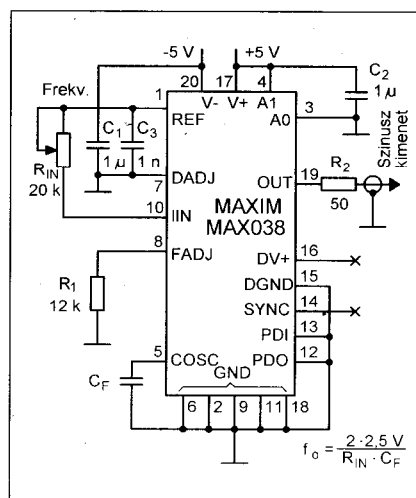 -5 V
+5 V
20
17
4
V-
V+
A1
C2
1 µ
Frekv.
1
REF
A0
3
C1
C3
1 µ
1 n
RIN
20 k
7
DADJ
OUT
19
R2
50
Szinusz
kimenet
10
IIN
MAXIM
MAX038
8
FADJ
DV+
16
DGND
15
R1
12 k
SYNC
14
PDI
13
5
COSC
PDO
12
CF
GND
6
2
9
11
18
fo = 2·2,5 V / RIN · CF